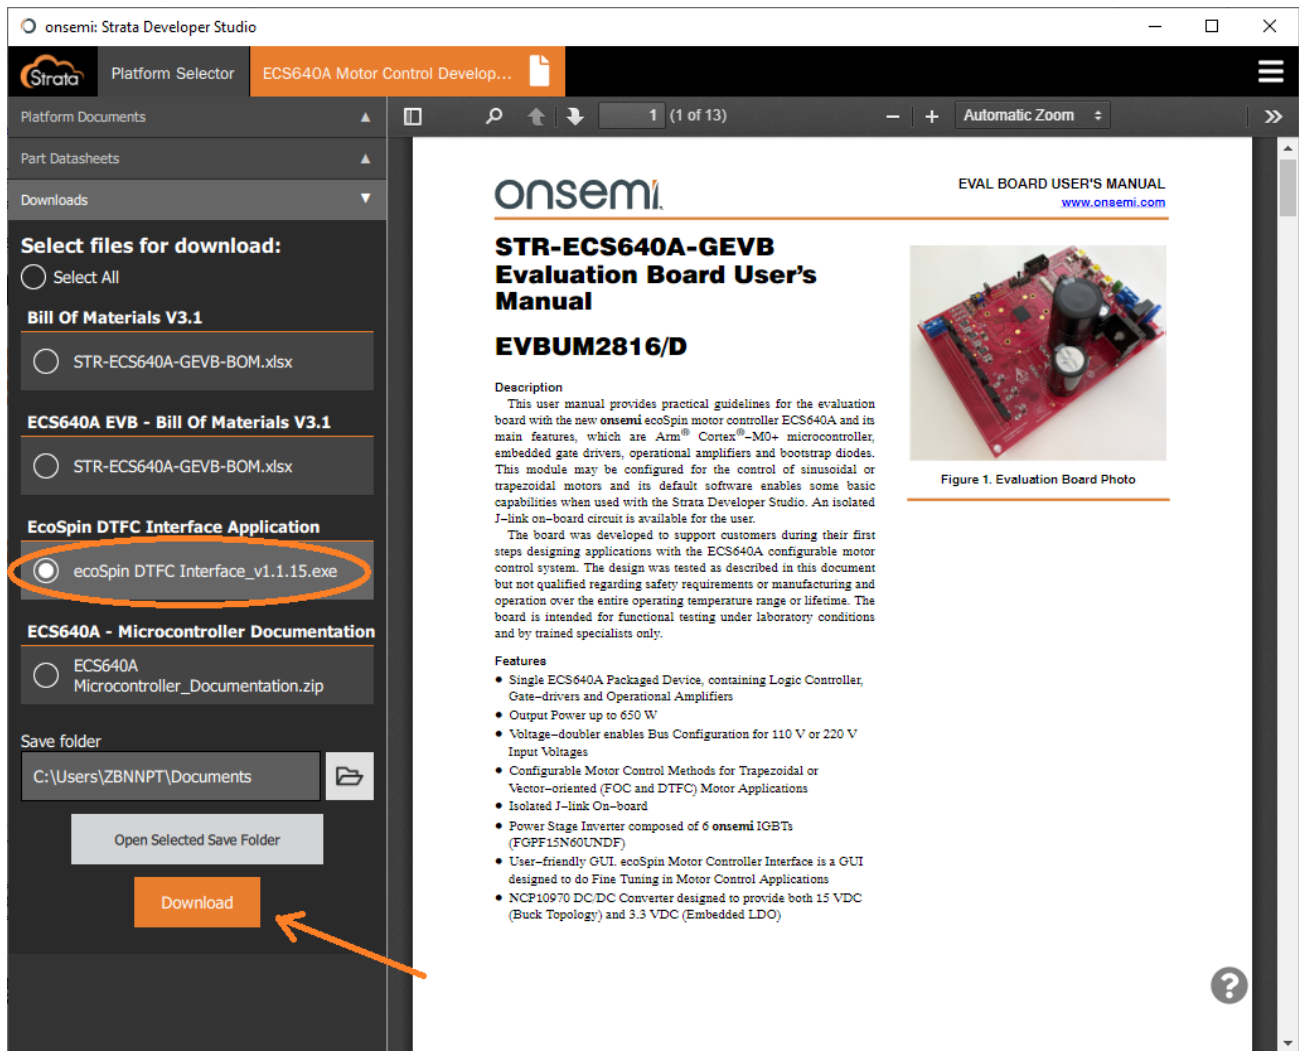 onsemi: Strata Developer Studio
Strata
Platform Selector
ECS640A Motor Control Develop...
Platform Documents
Part Datasheets
Downloads
Select files for download:
Select All
Bill Of Materials V3.1
STR-ECS640A-GEVB-BOM.xlsx
ECS640A EVB - Bill Of Materials V3.1
STR-ECS640A-GEVB-BOM.xlsx
EcoSpin DTFC Interface Application
ecoSpin DTFC Interface_v1.1.15.exe
ECS640A - Microcontroller Documentation
ECS640A
Microcontroller_Documentation.zip
Save folder
C:\Users\ZBNNPT\Documents
Open Selected Save Folder
Download
1 (1 of 13)
Automatic Zoom
onsemi
EVAL BOARD USER'S MANUAL
www.onsemi.com
STR-ECS640A-GEVB
Evaluation Board User's
Manual
EVBUM2816/D
Description
This user manual provides practical guidelines for the evaluation
board with the new onsemi ecoSpin motor controller ECS640A and its
main features, which are Arm® Cortex®−M0+ microcontroller,
embedded gate drivers, operational amplifiers and bootstrap diodes.
This module may be configured for the control of sinusoidal or
trapezoidal motors and its default software enables some basic
capabilities when used with the Strata Developer Studio. An isolated
J−link on−board circuit is available for the user.
The board was developed to support customers during their first
steps designing applications with the ECS640A configurable motor
control system. The design was tested as described in this document
but not qualified regarding safety requirements or manufacturing and
operation over the entire operating temperature range or lifetime. The
board is intended for functional testing under laboratory conditions
and by trained specialists only.
Features
• Single ECS640A Packaged Device, containing Logic Controller,
Gate−drivers and Operational Amplifiers
• Output Power up to 650 W
• Voltage−doubler enables Bus Configuration for 110 V or 220 V
Input Voltages
• Configurable Motor Control Methods for Trapezoidal or
Vector−oriented (FOC and DTFC) Motor Applications
• Isolated J−link On−board
• Power Stage Inverter composed of 6 onsemi IGBTs
(FGPF15N60UNDF)
• User−friendly GUI. ecoSpin Motor Controller Interface is a GUI
designed to do Fine Tuning in Motor Control Applications
• NCP10970 DC/DC Converter designed to provide both 15 VDC
(Buck Topology) and 3.3 VDC (Embedded LDO)
Figure 1. Evaluation Board Photo
?